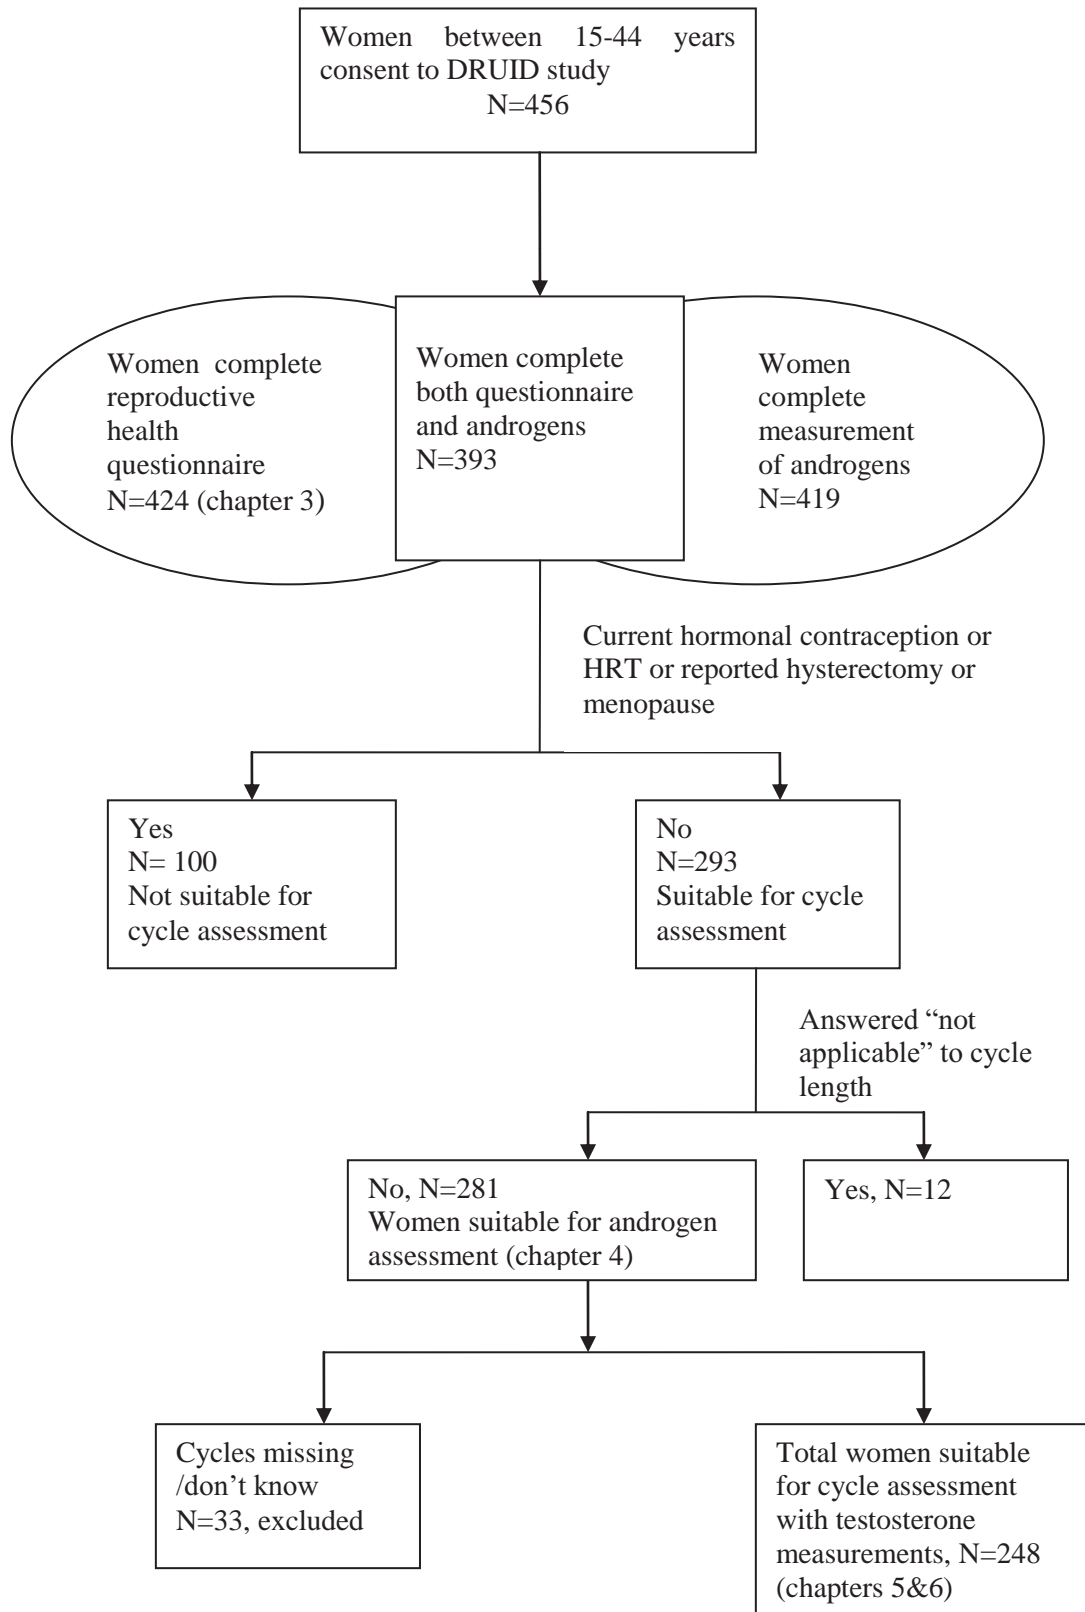 Women between 15-44 years
consent to DRUID study
N=456
Women complete
reproductive
health
questionnaire
N=424 (chapter 3)
Women complete
both questionnaire
and androgens
N=393
Women
complete
measurement
of androgens
N=419
Current hormonal contraception or
HRT or reported hysterectomy or
menopause
Yes
N= 100
Not suitable for
cycle assessment
No
N=293
Suitable for cycle
assessment
Answered “not
applicable” to cycle
length
No, N=281
Women suitable for androgen
assessment (chapter 4)
Yes, N=12
Cycles missing
/don’t know
N=33, excluded
Total women suitable
for cycle assessment
with testosterone
measurements, N=248
(chapters 5&6)